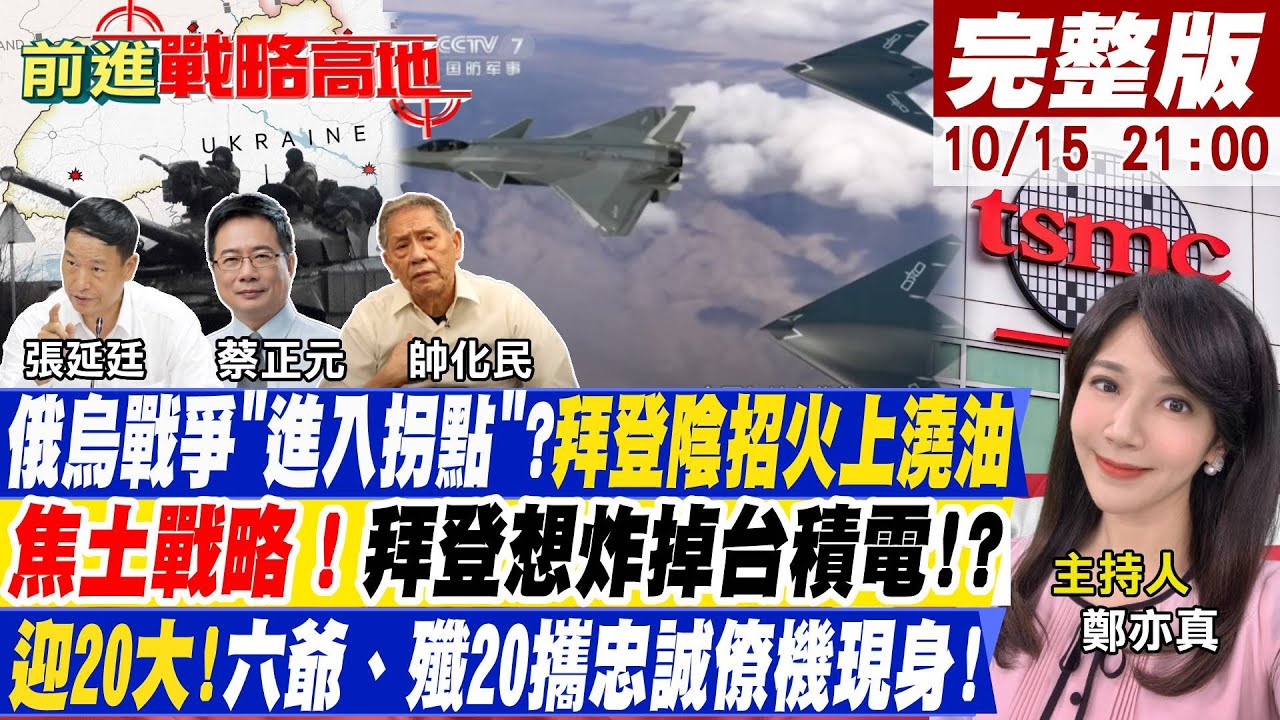 前進戰略高地
UKRAINE
CCTV 7
国防军事
完整版
10/15 21:00
tsmc
張延廷
蔡正元
帥化民
俄烏戰爭"進入拐點"?拜登陰招火上澆油
焦土戰略!拜登想炸掉台積電!?
迎20大!六爺、殲20攜忠誠僚機現身!
主持人
鄭亦真